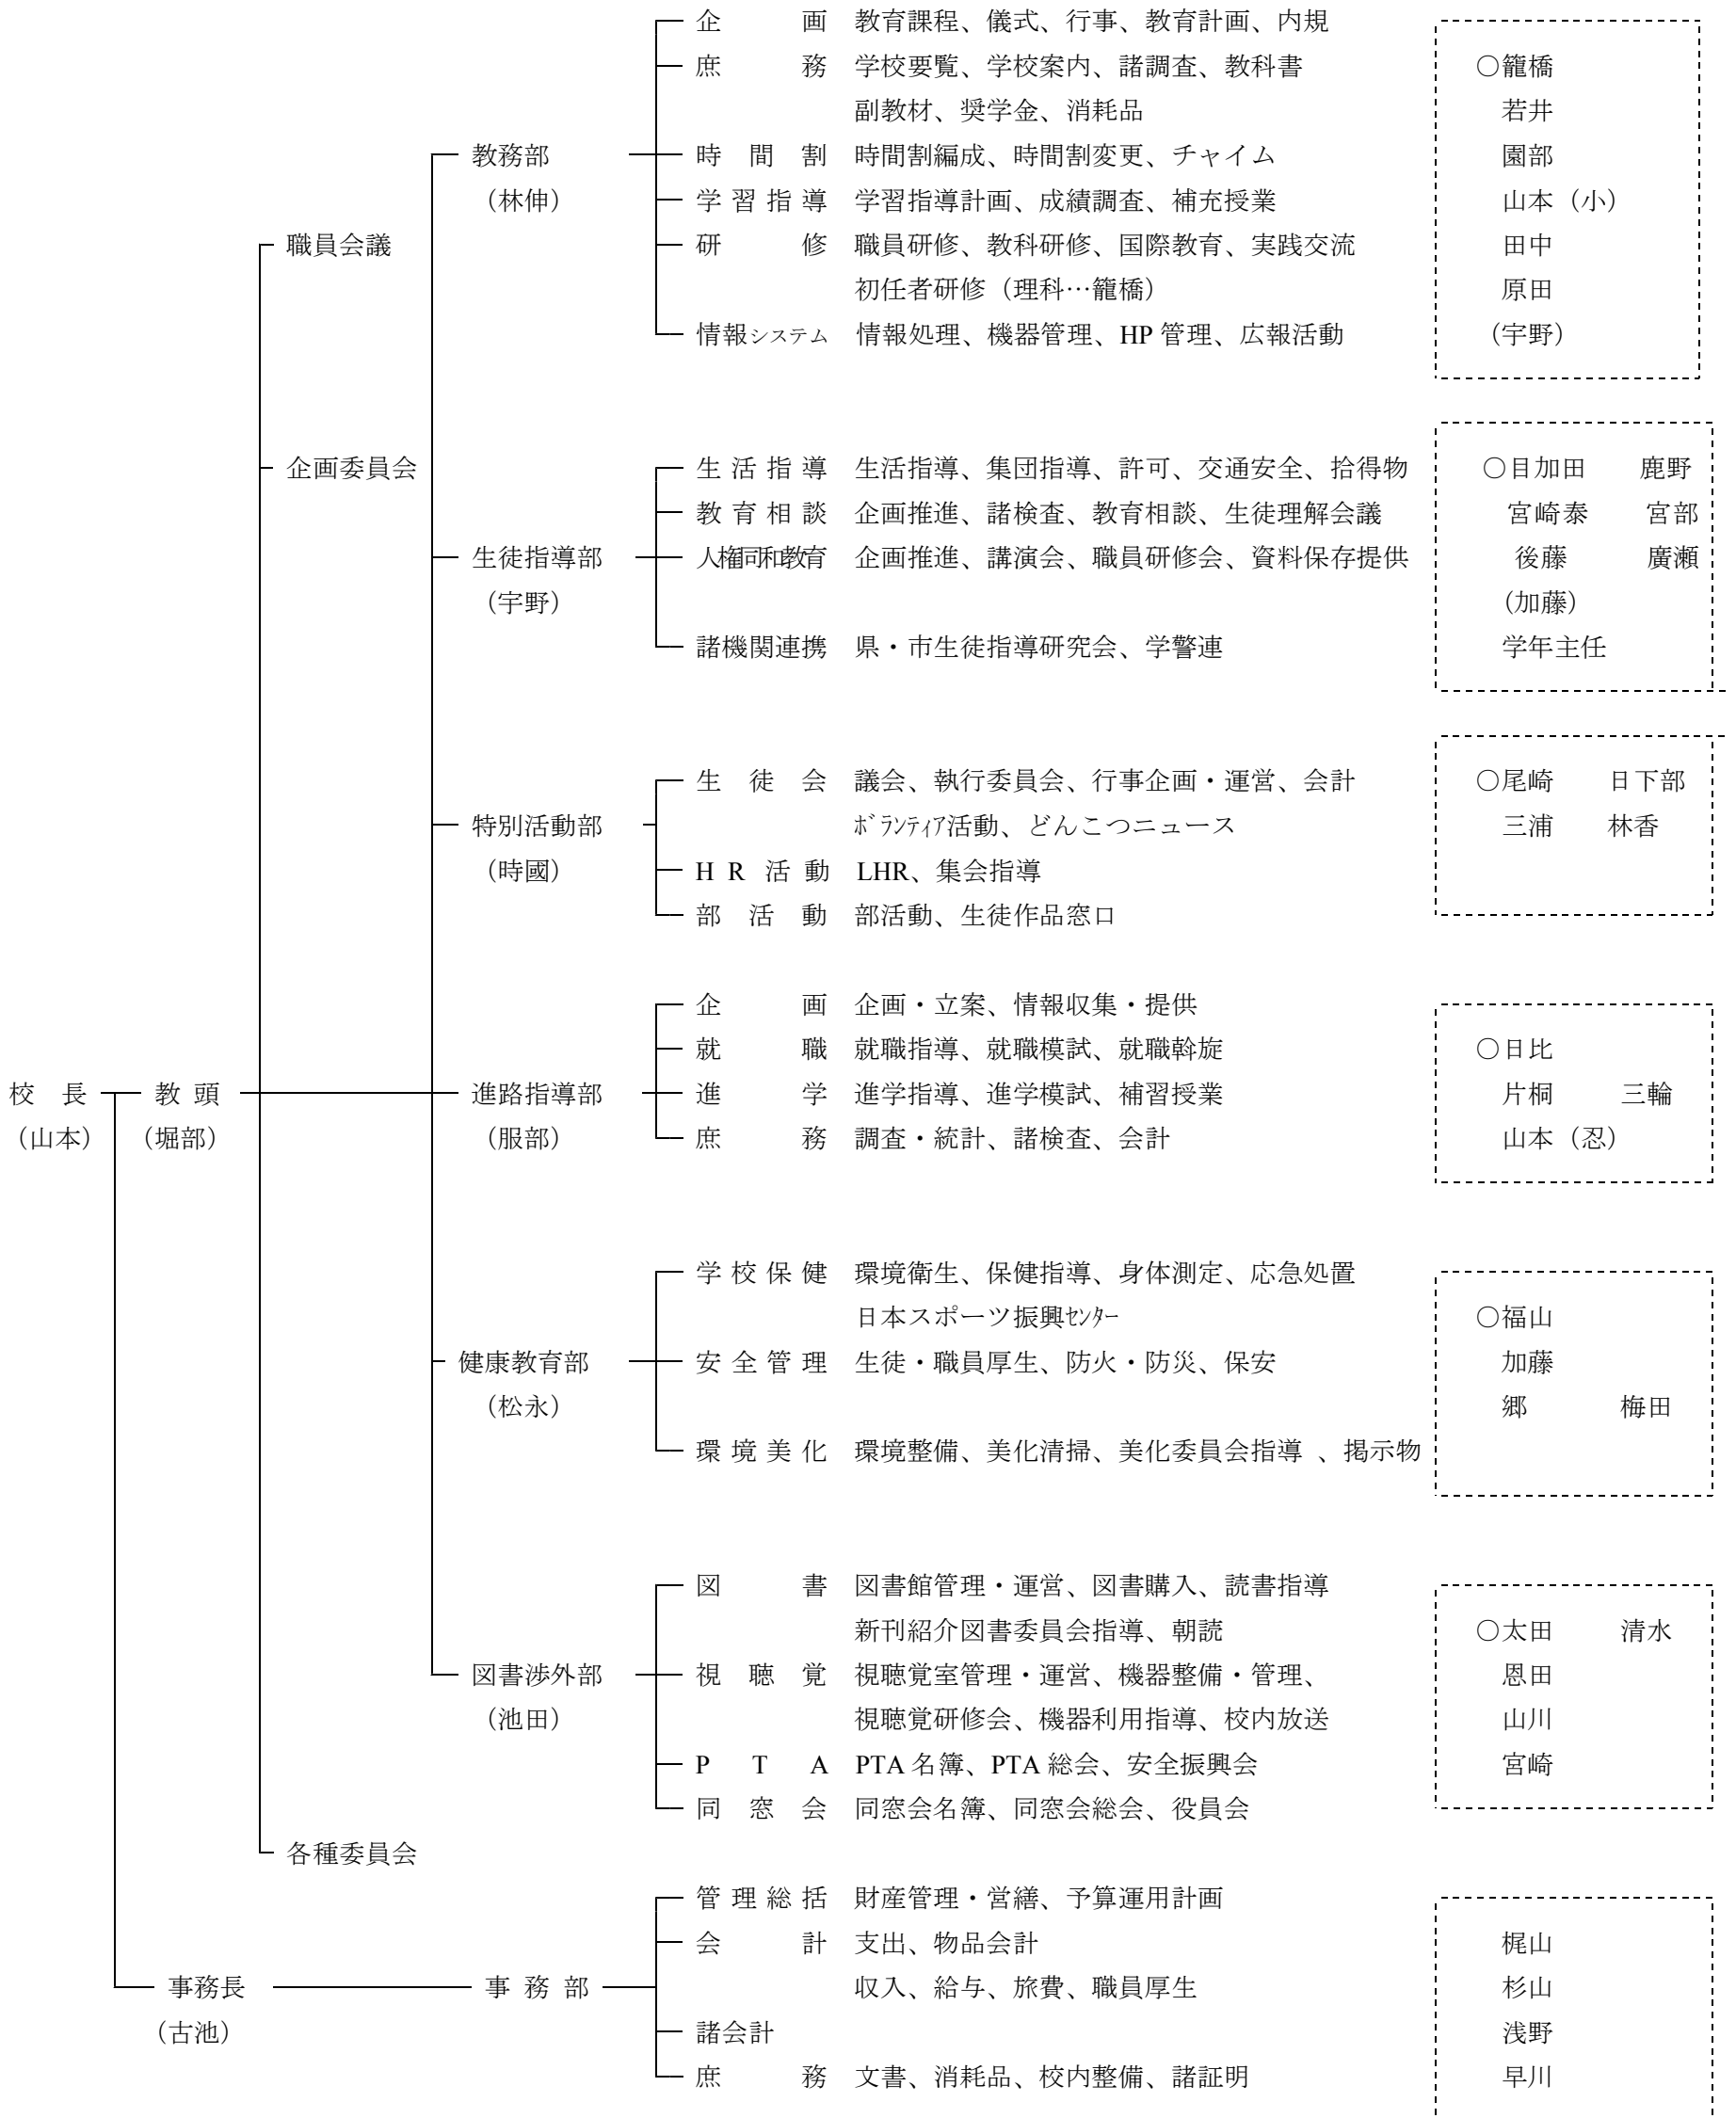 企画 教育課程、儀式、行事、教育計画、内規
庶務 学校要覧、学校案内、諸調査、教科書 ○籠橋
副教材、奨学金、消耗品 若井
教務部 時間割 時間割編成、時間割変更、チャイム 園部
（林伸） 学習指導 学習指導計画、成績調査、補充授業 山本（小）
職員会議 研修 職員研修、教科研修、国際教育、実践交流 田中
初任者研修（理科…籠橋） 原田
情報システム 情報処理、機器管理、HP 管理、広報活動 （宇野）
企画委員会 生活指導 生活指導、集団指導、許可、交通安全、拾得物 ○目加田 鹿野
教育相談 企画推進、諸検査、教育相談、生徒理解会議 宮崎泰 宮部
生徒指導部 人権同和教育 企画推進、講演会、職員研修会、資料保存提供 後藤 廣瀬
（宇野） （加藤）
諸機関連携 県・市生徒指導研究会、学警連 学年主任
生徒会 議会、執行委員会、行事企画・運営、会計 ○尾崎 日下部
特別活動部 ﾎﾞﾗﾝﾃｨｱ活動、どんこつニュース 三浦 林香
（時國） HR活動 LHR、集会指導
部活動 部活動、生徒作品窓口
企画 企画・立案、情報収集・提供
就職 就職指導、就職模試、就職斡旋 ○日比
校長 教頭 進路指導部 進学 進学指導、進学模試、補習授業 片桐 三輪
（山本） （堀部） （服部） 庶務 調査・統計、諸検査、会計 山本（忍）
学校保健 環境衛生、保健指導、身体測定、応急処置
日本スポーツ振興ｾﾝﾀｰ ○福山
健康教育部 安全管理 生徒・職員厚生、防火・防災、保安 加藤
（松永） 郷 梅田
環境美化 環境整備、美化清掃、美化委員会指導 、掲示物
図書 図書館管理・運営、図書購入、読書指導
新刊紹介図書委員会指導、朝読 ○太田 清水
図書渉外部 視聴覚 視聴覚室管理・運営、機器整備・管理、 恩田
（池田） 視聴覚研修会、機器利用指導、校内放送 山川
PTA PTA 名簿、PTA 総会、安全振興会 宮崎
同窓会 同窓会名簿、同窓会総会、役員会
各種委員会
管理総括 財産管理・営繕、予算運用計画
会計 支出、物品会計 梶山
事務長 事務部 収入、給与、旅費、職員厚生 杉山
（古池） 諸会計 浅野
庶務 文書、消耗品、校内整備、諸証明 早川